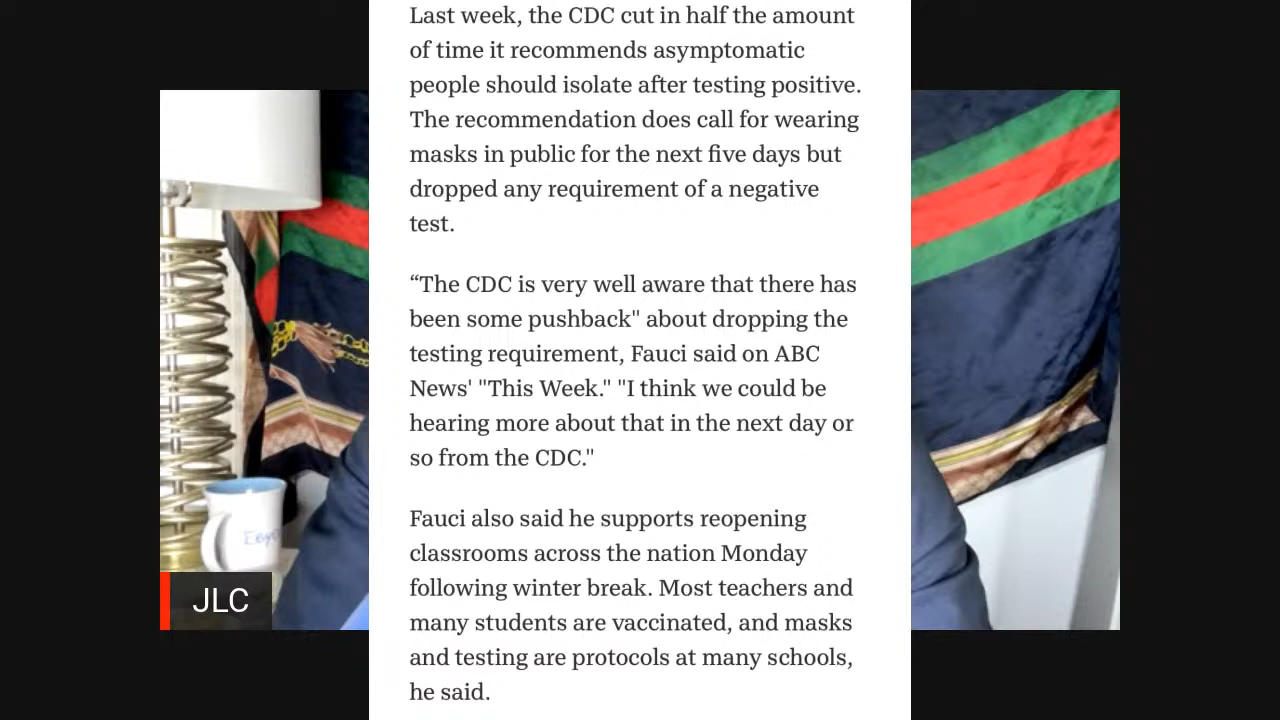 Last week, the CDC cut in half the amount
of time it recommends asymptomatic
people should isolate after testing positive.
The recommendation does call for wearing
masks in public for the next five days but
dropped any requirement of a negative
test.
“The CDC is very well aware that there has
been some pushback" about dropping the
testing requirement, Fauci said on ABC
News' "This Week." "I think we could be
hearing more about that in the next day or
so from the CDC."
Fauci also said he supports reopening
classrooms across the nation Monday
following winter break. Most teachers and
many students are vaccinated, and masks
and testing are protocols at many schools,
he said.
JLC